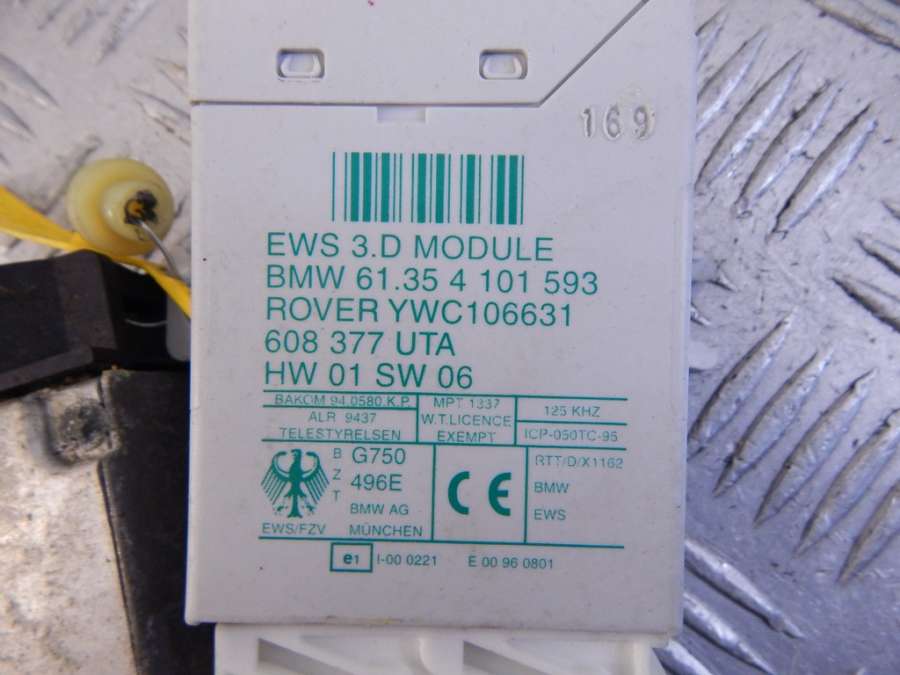 169
EWS 3.D MODULE
BMW 61.35 4 101 593
ROVER YWC106631
608 377 UTA
HW 01 SW 06
BAKOM 94.0580.K.P.
ALR 9437
TELESTYRELSEN
MPT 1337
W.T.LICENCE
EXEMPT
125 KHZ
ICP-050TC-95
BZT
G750
496E
BMW AG
EWS/FZV MÜNCHEN
CE
RTT/D/X1162
BMW
EWS
e1 I-00 0221 E 00 96 0801